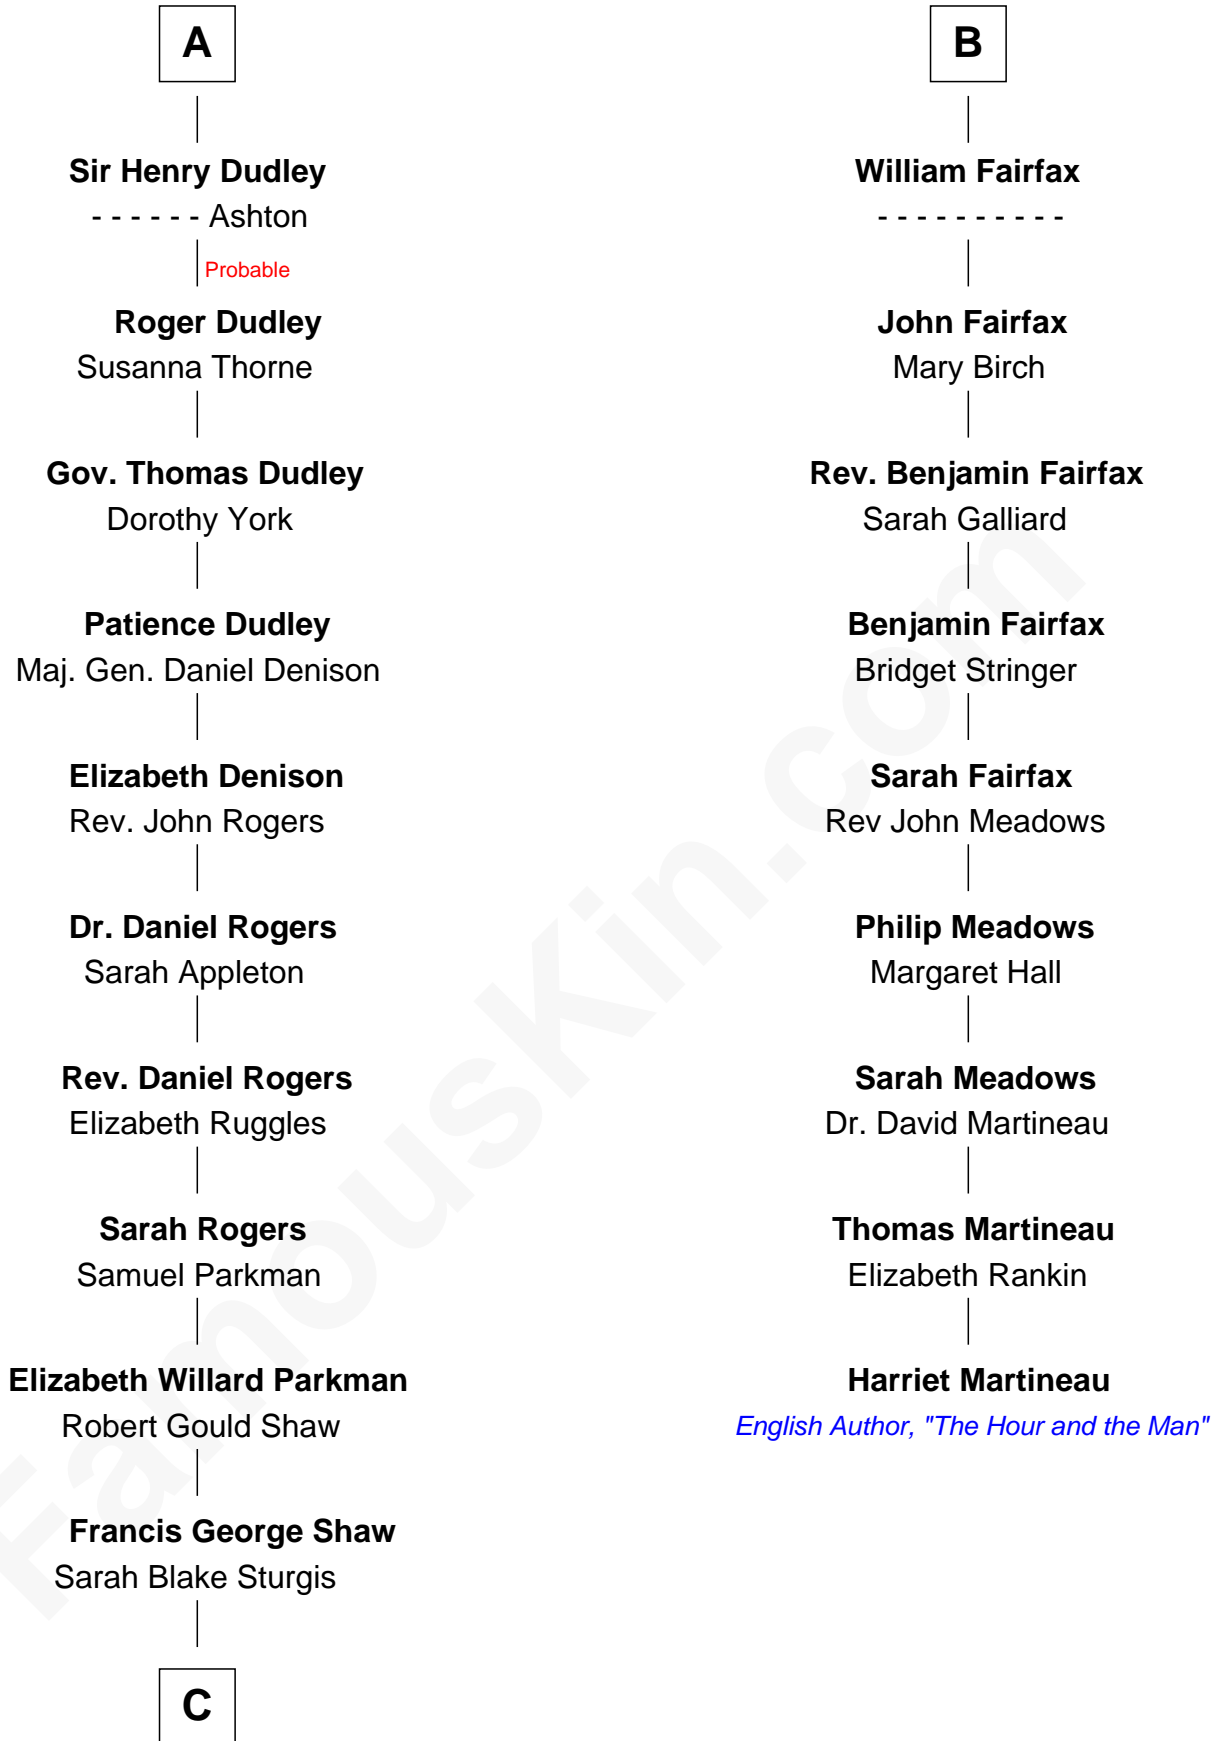 A
Sir Henry Dudley
- - - - - - Ashton
Probable
Roger Dudley
Susanna Thorne
Gov. Thomas Dudley
Dorothy York
Patience Dudley
Maj. Gen. Daniel Denison
Elizabeth Denison
Rev. John Rogers
Dr. Daniel Rogers
Sarah Appleton
Rev. Daniel Rogers
Elizabeth Ruggles
Sarah Rogers
Samuel Parkman
Elizabeth Willard Parkman
Robert Gould Shaw
Francis George Shaw
Sarah Blake Sturgis
C
B
William Fairfax
- - - - - - - - - -
John Fairfax
Mary Birch
Rev. Benjamin Fairfax
Sarah Galliard
Benjamin Fairfax
Bridget Stringer
Sarah Fairfax
Rev John Meadows
Philip Meadows
Margaret Hall
Sarah Meadows
Dr. David Martineau
Thomas Martineau
Elizabeth Rankin
Harriet Martineau
English Author, "The Hour and the Man"
FamousKin.com